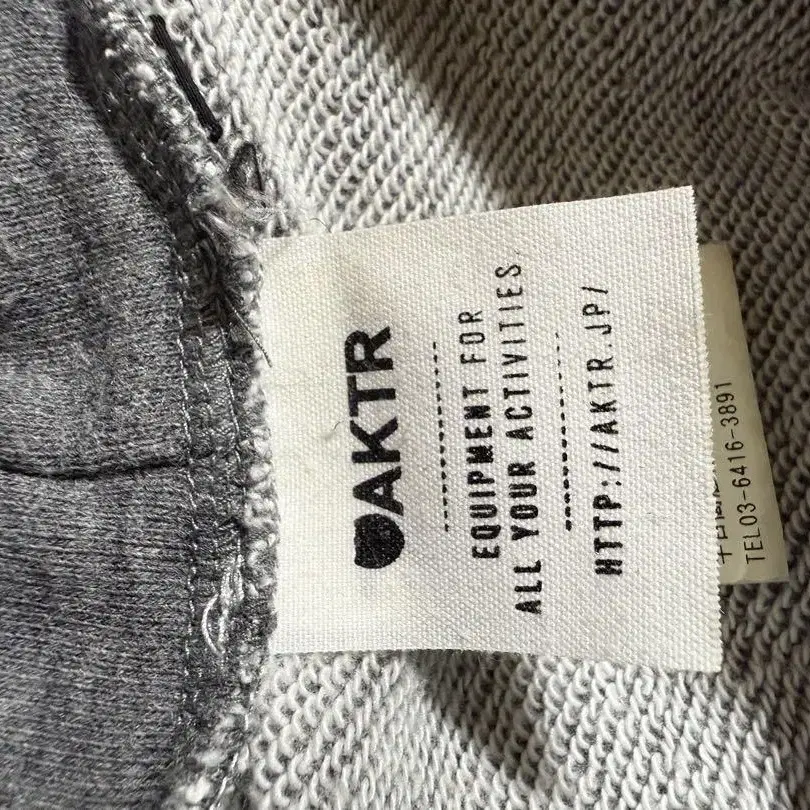 AKTR
EQUIPMENT FOR
ALL YOUR ACTIVITIES
HTTP://AKTR.JP/
TEL03-6416-3891